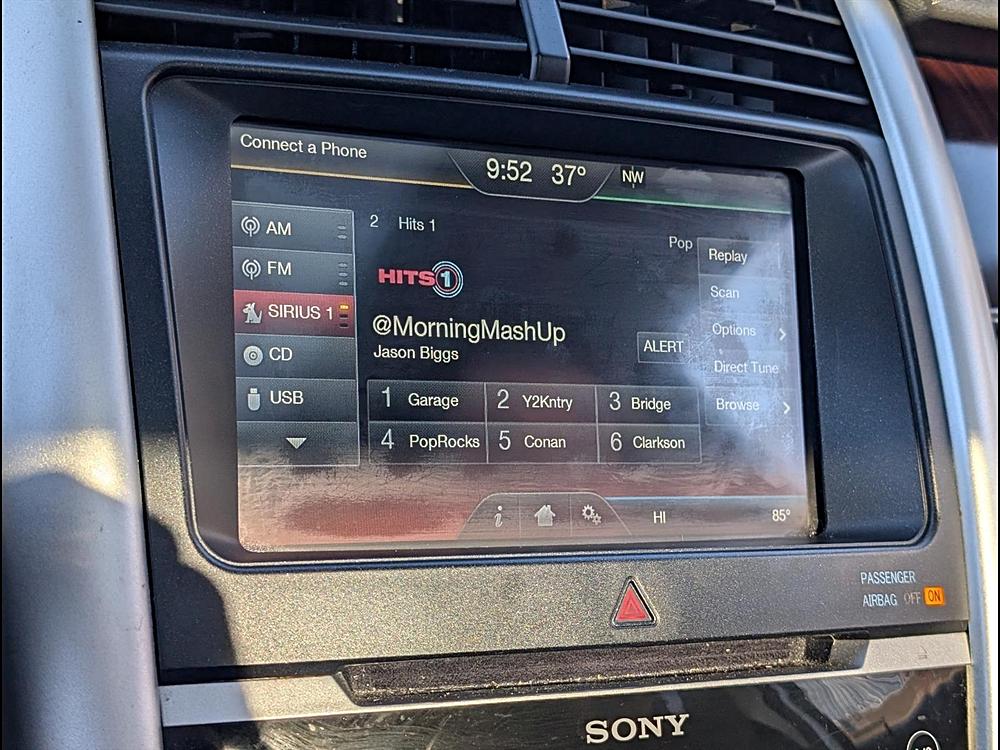 Connect a Phone
9:52 37° NW
AM
FM
SIRIUS 1
CD
USB
2 Hits 1
Pop
HITS1
@MorningMashUp
Jason Biggs
ALERT
1 Garage
2 Y2Kntry
3 Bridge
4 PopRocks
5 Conan
6 Clarkson
Replay
Scan
Options
Direct Tune
Browse
i
HI
85°
PASSENGER
AIRBAG OFF ON
SONY